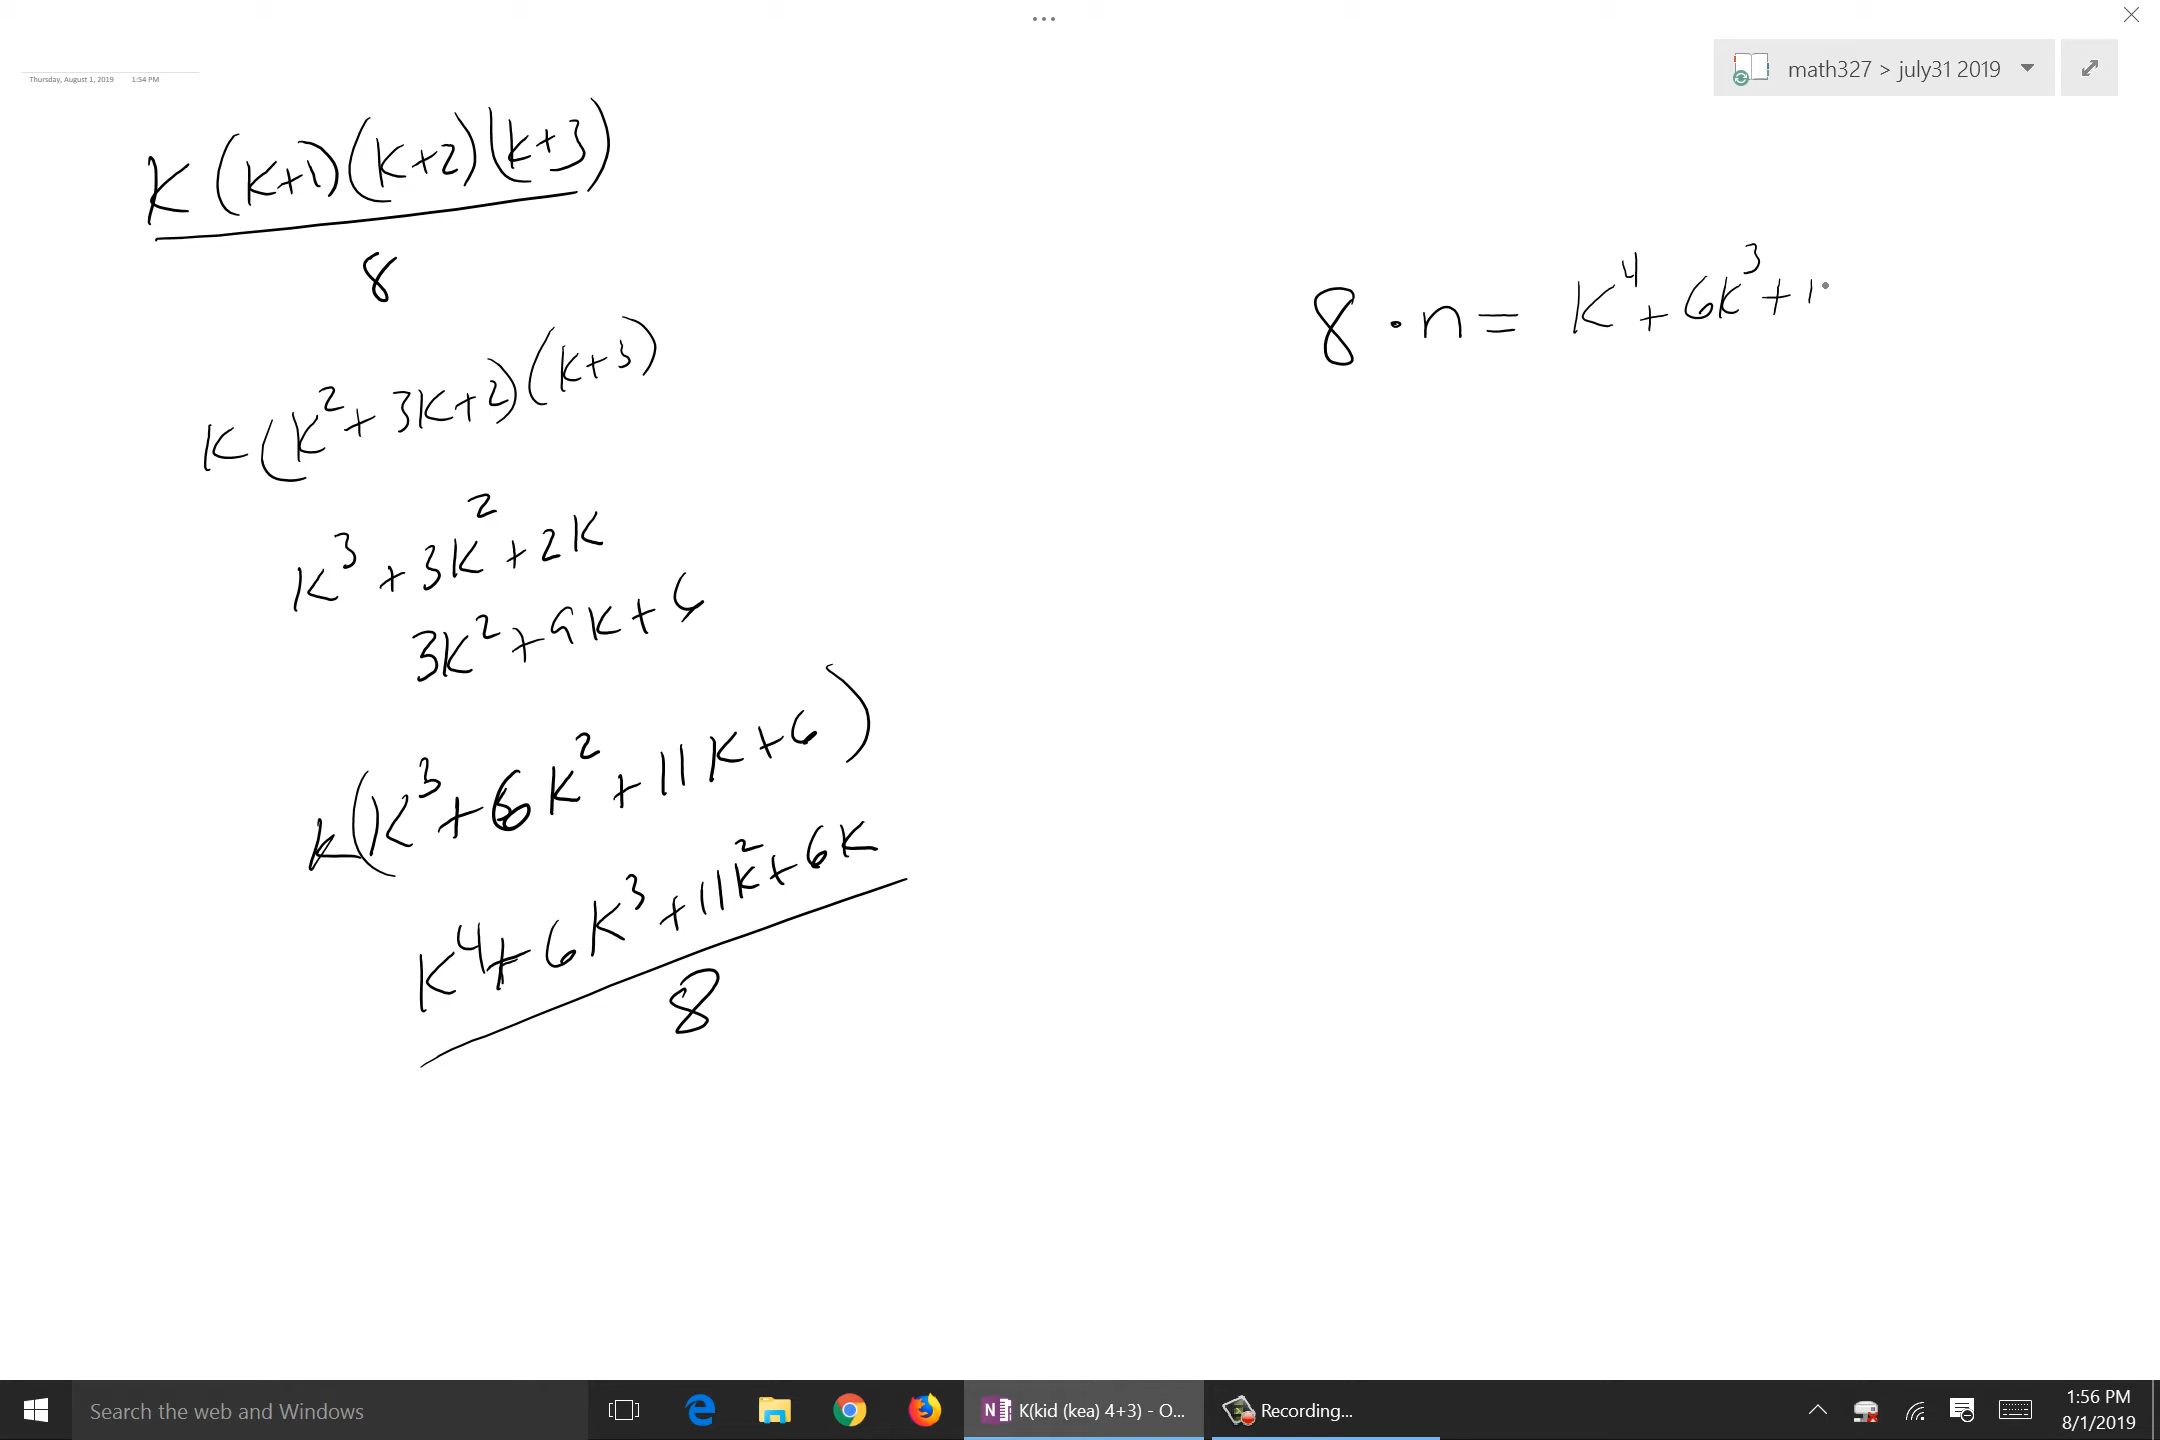 ...
math327 > july31 2019
Thursday, August 1, 2019 1:54 PM
K(K+1)(K+2)(k+3)
8
K(K²+3K+2)(k+3)
K³+3K²+2K
3K²+9K+6
k(K³+6K²+11K+6)
K⁴+6K³+11K²+6K
8
8·n= K⁴+6K³+1
Search the web and Windows
K(kid (kea) 4+3) - O...
Recording...
1:56 PM
8/1/2019